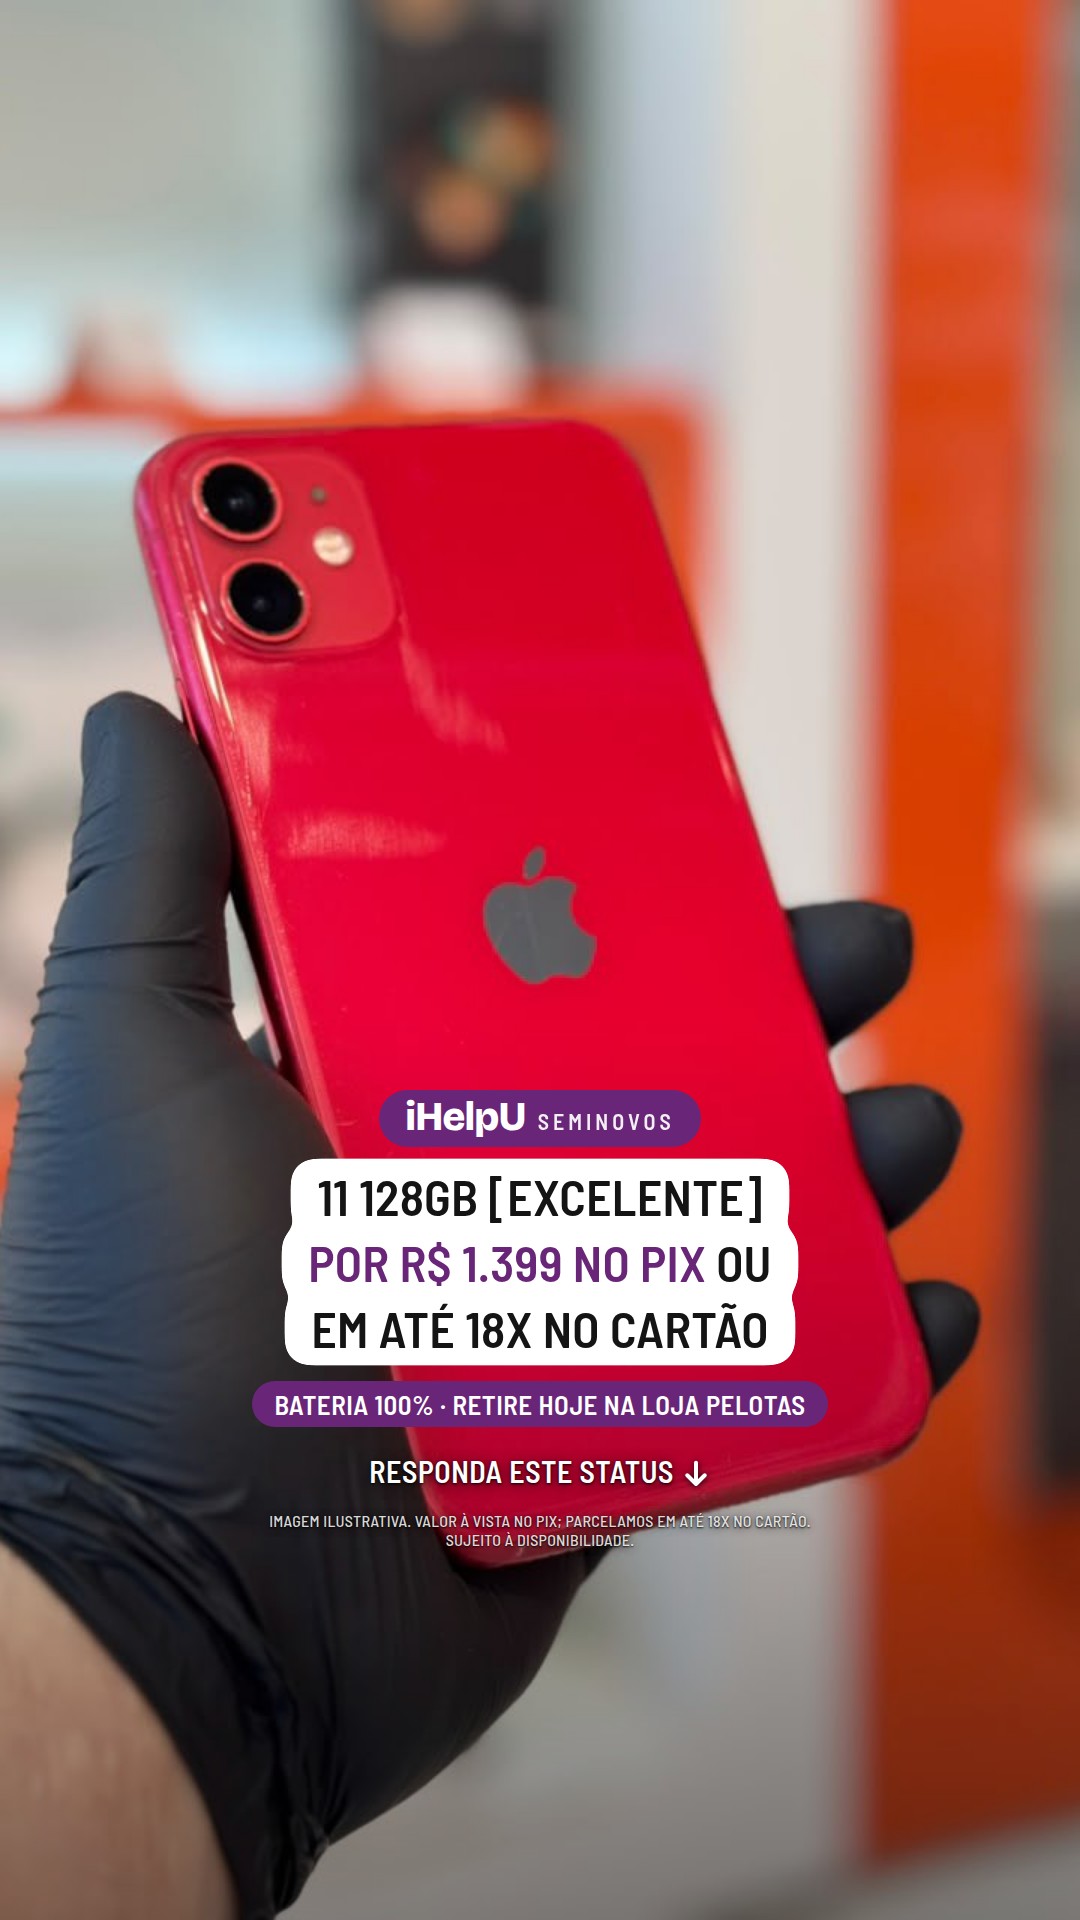 iHelpU SEMINOVOS
11 128GB [EXCELENTE]
POR R$ 1.399 NO PIX OU
EM ATÉ 18X NO CARTÃO
BATERIA 100% · RETIRE HOJE NA LOJA PELOTAS
RESPONDA ESTE STATUS ↓
IMAGEM ILUSTRATIVA. VALOR À VISTA NO PIX; PARCELAMOS EM ATÉ 18X NO CARTÃO.
SUJEITO À DISPONIBILIDADE.